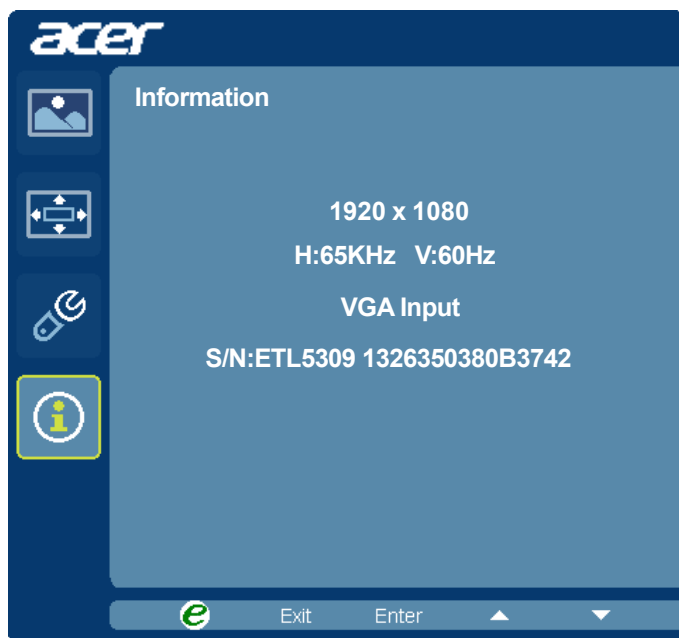 acer
Information
1920 x 1080
H:65KHz V:60Hz
VGA Input
S/N:ETL5309 1326350380B3742
e Exit Enter